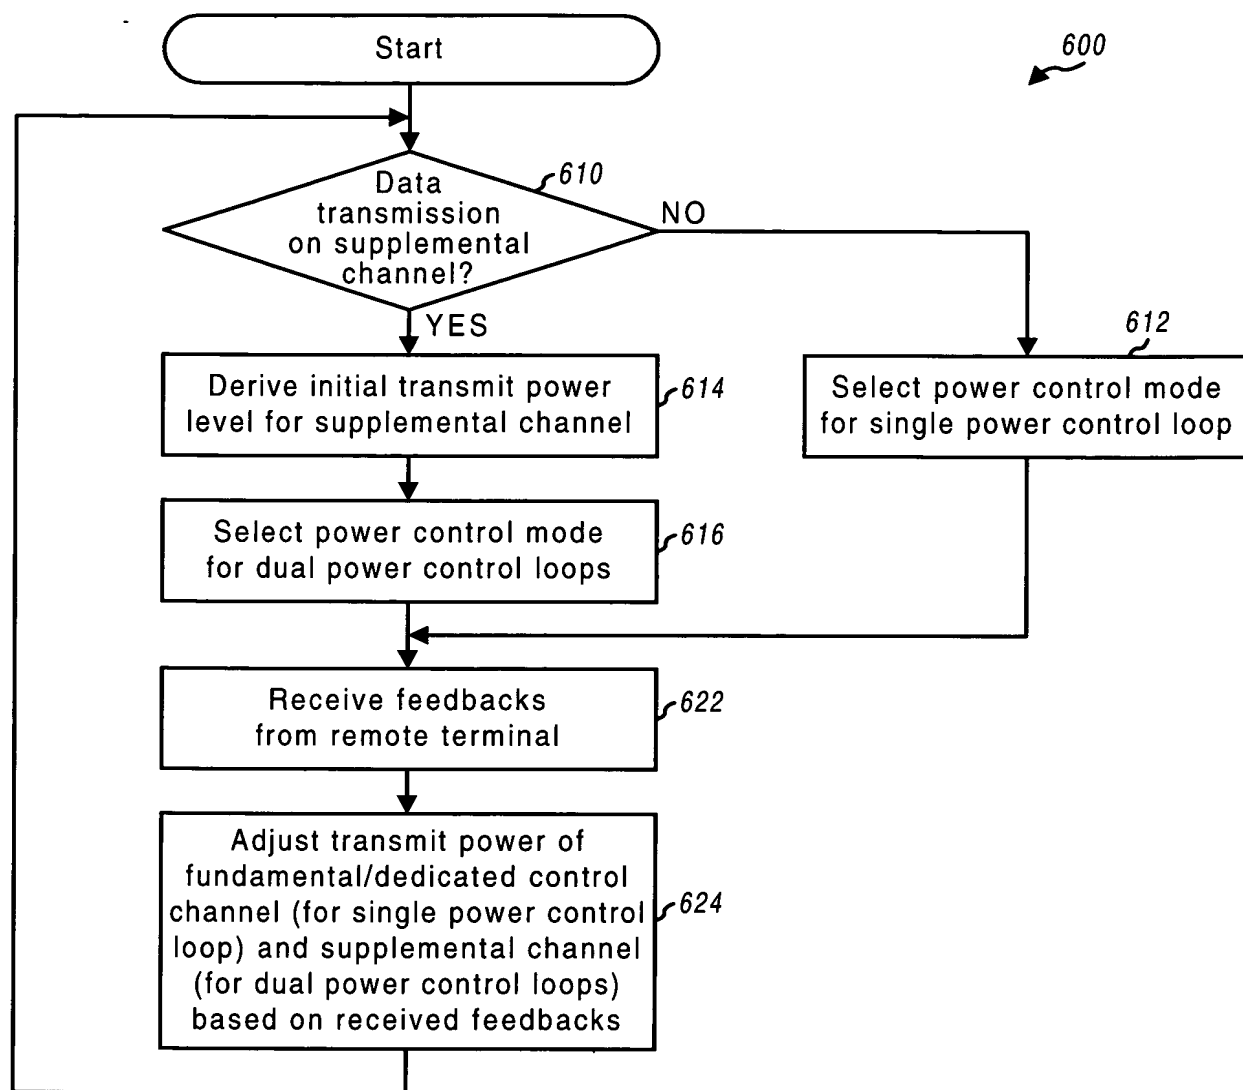 Start
600
610
Data
transmission
on supplemental
channel?
NO
YES
612
Derive initial transmit power
level for supplemental channel
614
Select power control mode
for single power control loop
Select power control mode
for dual power control loops
616
Receive feedbacks
from remote terminal
622
Adjust transmit power of
fundamental/dedicated control
channel (for single power control
loop) and supplemental channel
(for dual power control loops)
based on received feedbacks
624